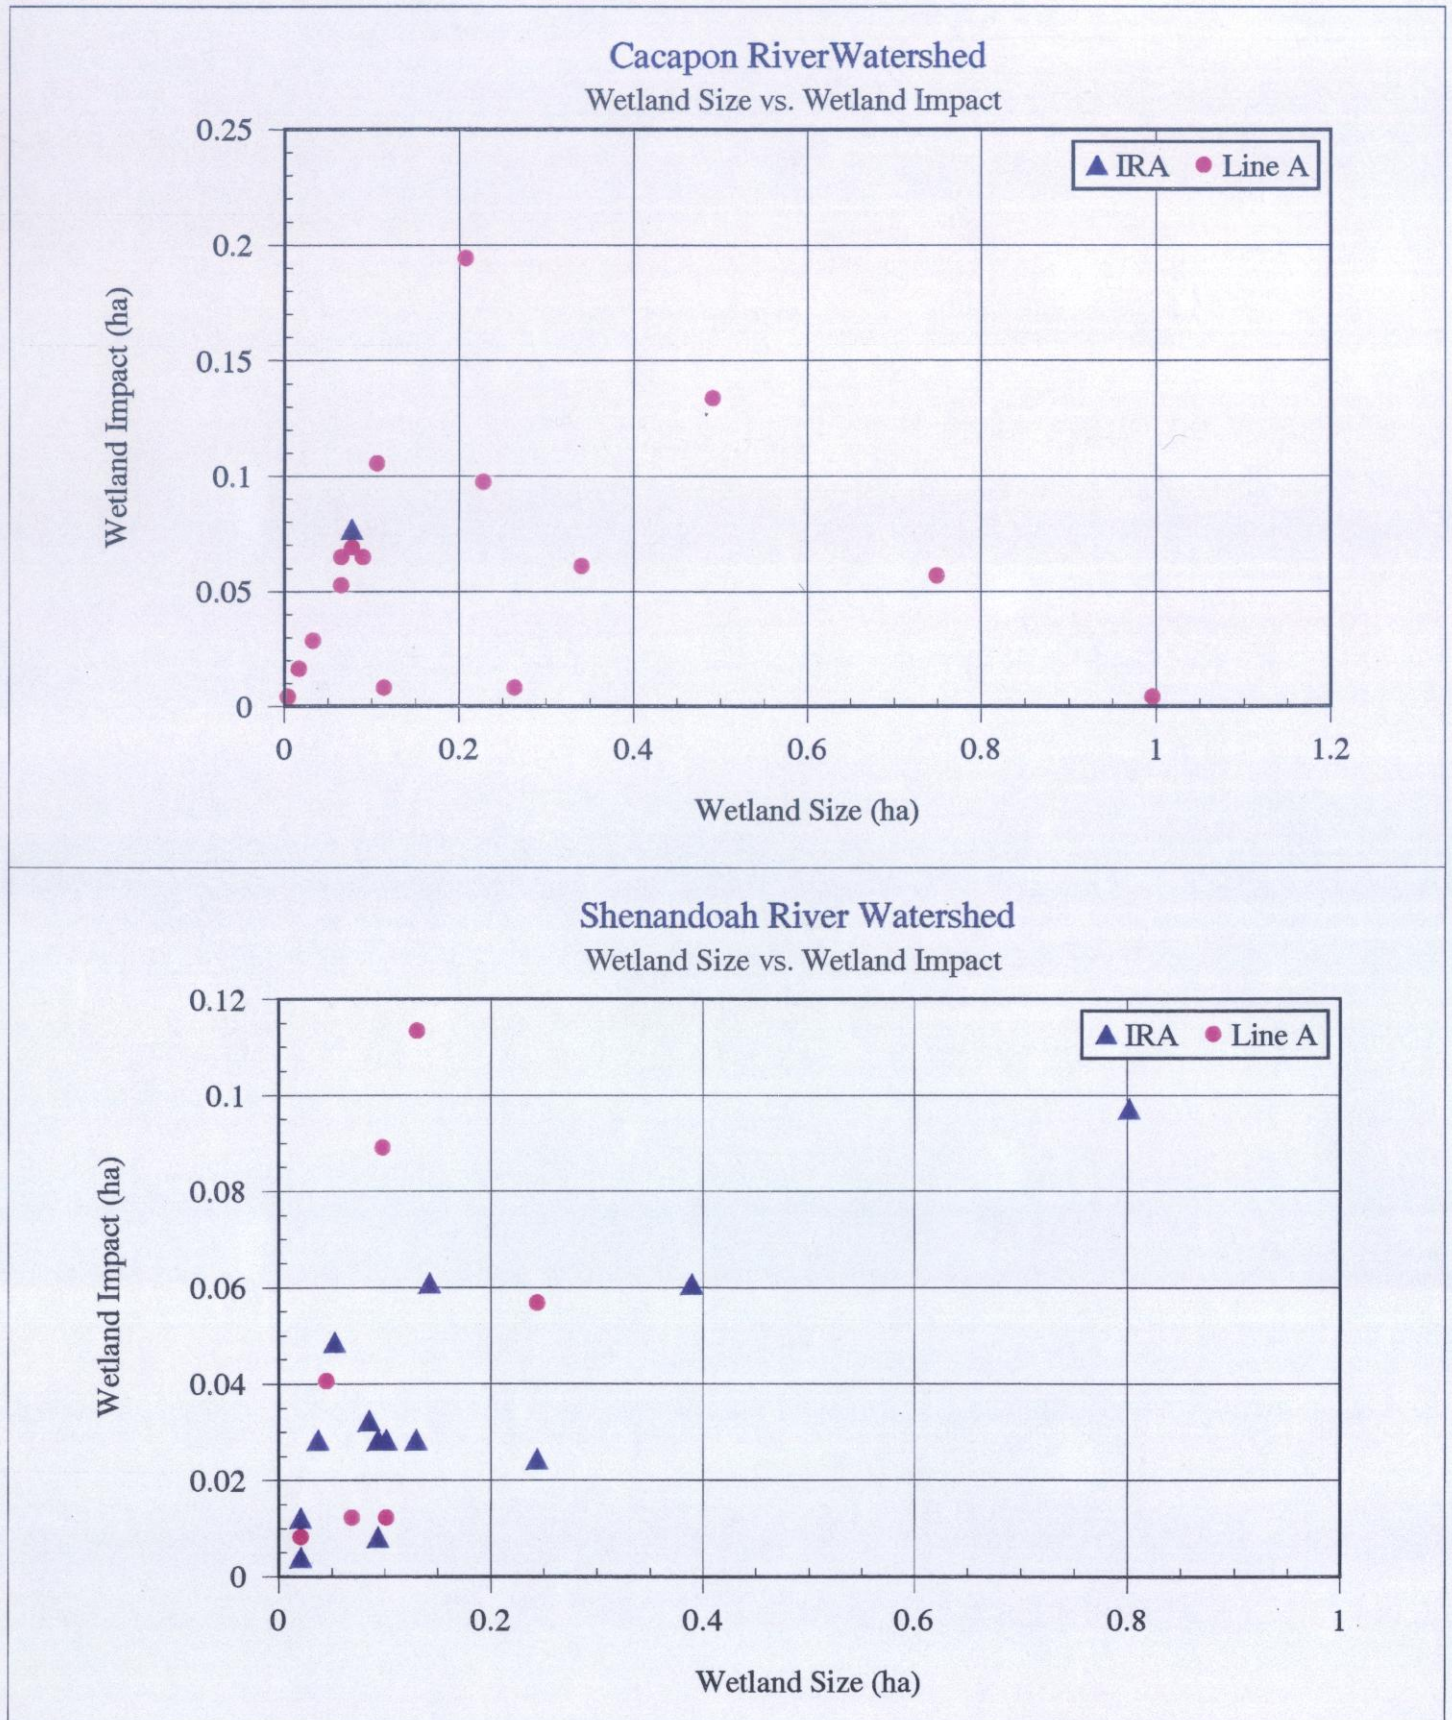 Cacapon RiverWatershed
Wetland Size vs. Wetland Impact
IRA Line A
Wetland Impact (ha)
0.25
0.2
0.15
0.1
0.05
0
0 0.2 0.4 0.6 0.8 1 1.2
Wetland Size (ha)
Shenandoah River Watershed
Wetland Size vs. Wetland Impact
IRA Line A
Wetland Impact (ha)
0.12
0.1
0.08
0.06
0.04
0.02
0
0 0.2 0.4 0.6 0.8 1
Wetland Size (ha)